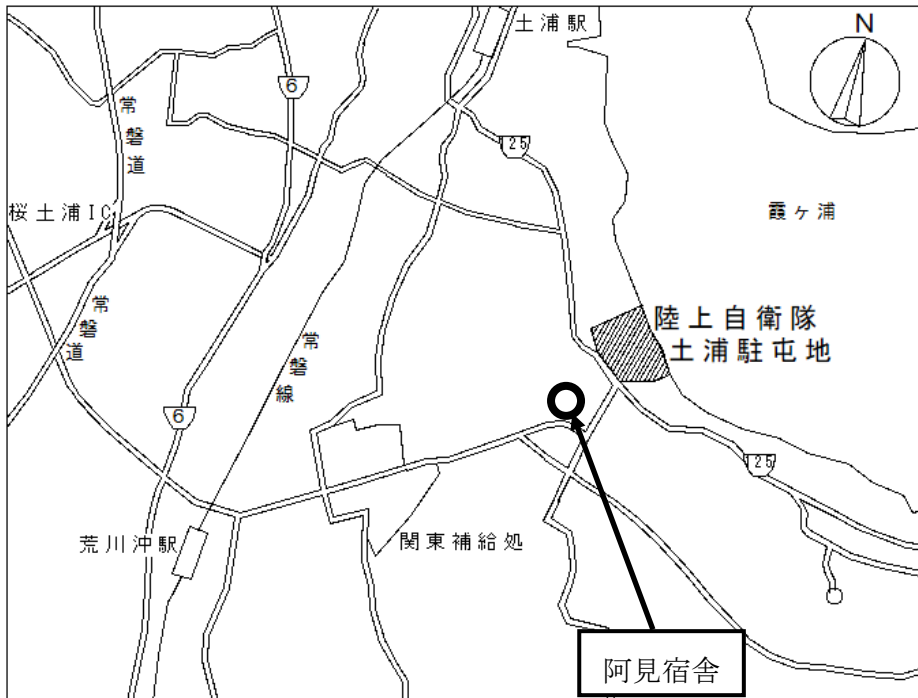 土浦駅
N
6
常磐道
125
桜土浦IC
霞ヶ浦
陸上自衛隊
土浦駐屯地
常磐道
常磐線
6
125
荒川沖駅
関東補給処
阿見宿舎